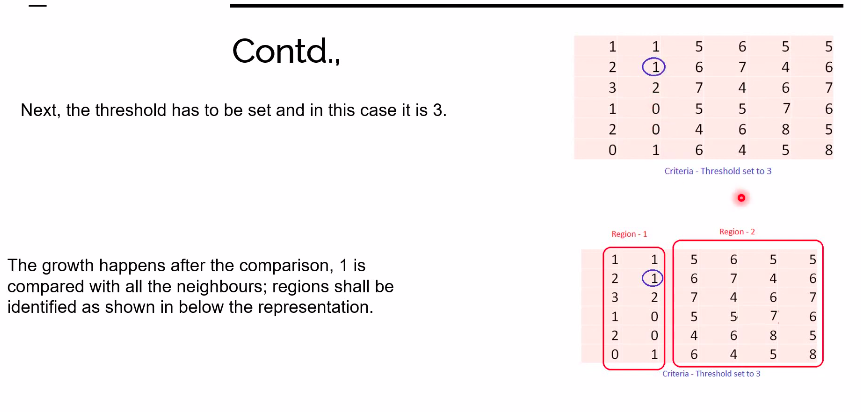 Contd.,
Next, the threshold has to be set and in this case it is 3.
1 1 5 6 5 5
2 1 6 7 4 6
3 2 7 4 6 7
1 0 5 5 7 6
2 0 4 6 8 5
0 1 6 4 5 8
Criteria - Threshold set to 3
The growth happens after the comparison, 1 is
compared with all the neighbours; regions shall be
identified as shown in below the representation.
Region - 1 Region - 2
1 1 5 6 5 5
2 1 6 7 4 6
3 2 7 4 6 7
1 0 5 5 7 6
2 0 4 6 8 5
0 1 6 4 5 8
Criteria - Threshold set to 3